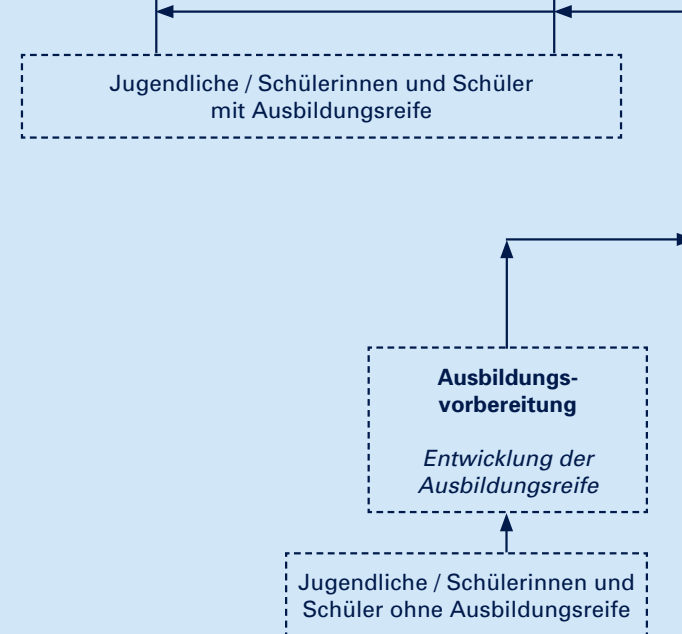 Jugendliche / Schülerinnen und Schüler
mit Ausbildungsreife
Ausbildungs-
vorbereitung
Entwicklung der
Ausbildungsreife
Jugendliche / Schülerinnen und
Schüler ohne Ausbildungsreife